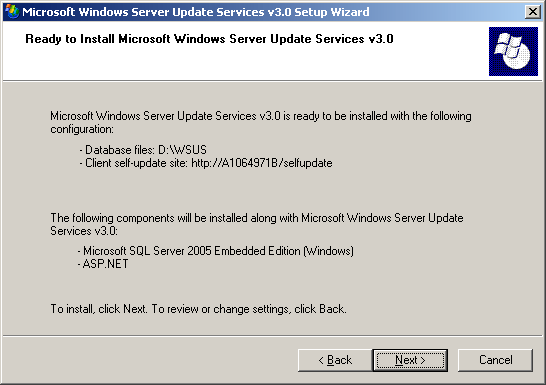 Microsoft Windows Server Update Services v3.0 Setup Wizard
Ready to Install Microsoft Windows Server Update Services v3.0
Microsoft Windows Server Update Services v3.0 is ready to be installed with the following
configuration:
- Database files: D:\WSUS
- Client self-update site: http://A1064971B/selfupdate
The following components will be installed along with Microsoft Windows Server Update
Services v3.0:
- Microsoft SQL Server 2005 Embedded Edition (Windows)
- ASP.NET
To install, click Next. To review or change settings, click Back.
< Back
Next >
Cancel